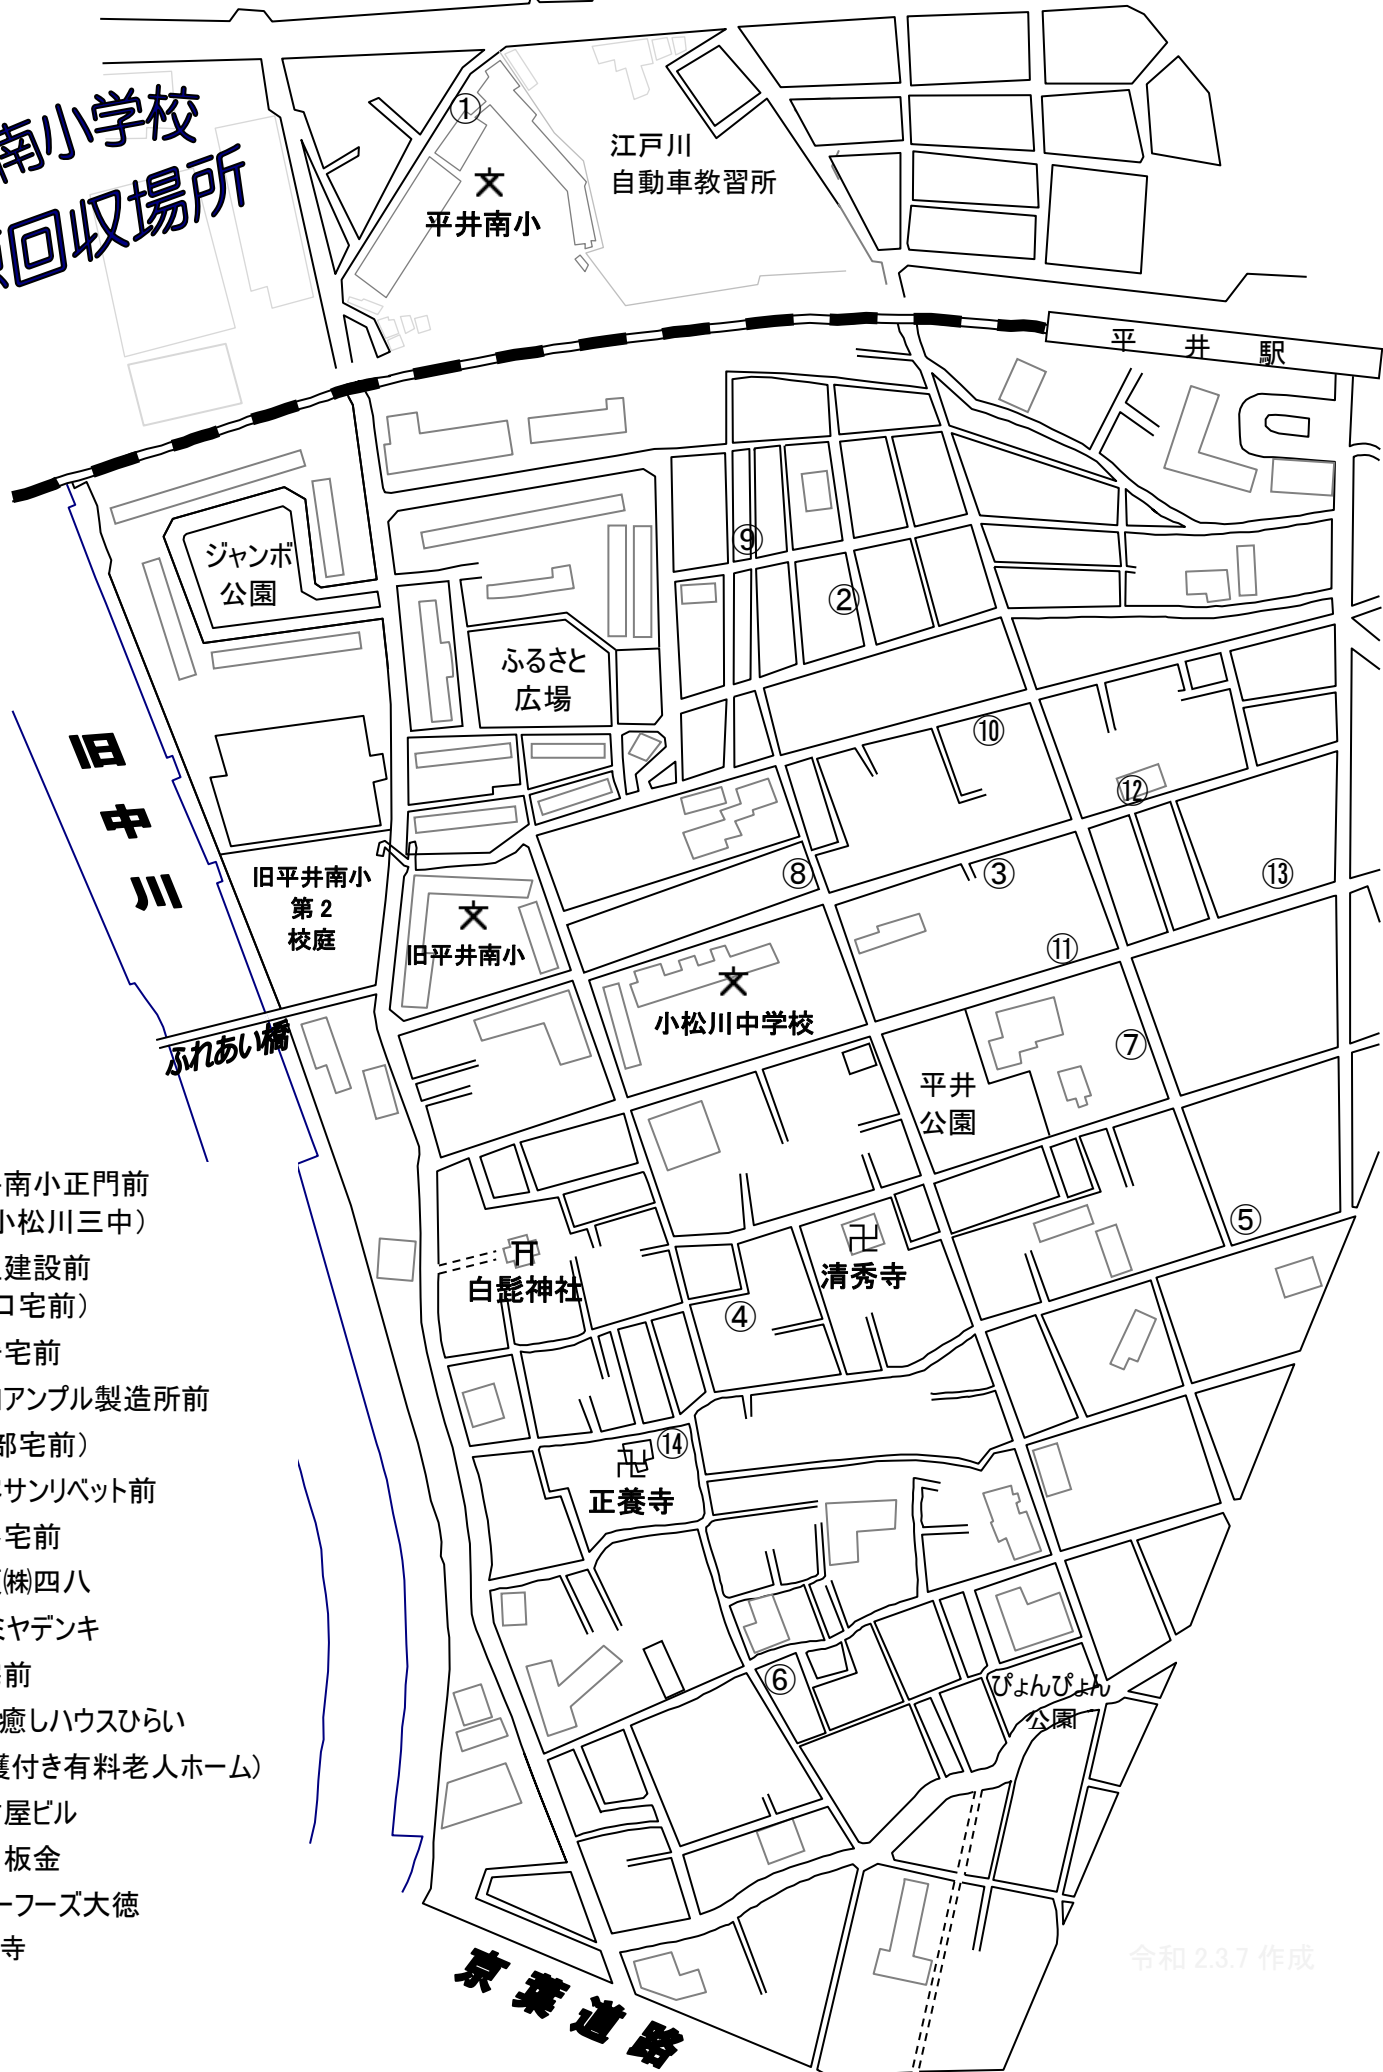 南小学校
回収場所
①
江戸川
自動車教習所
文
平井南小
平井駅
ジャンボ
公園
⑨
②
ふるさと
広場
旧中川
⑩
⑫
旧平井南小
第2
校庭
文
旧平井南小
⑧
③
⑬
⑪
文
小松川中学校
ふれあい橋
平井
公園
⑦
南小正門前
小松川三中)
建設前
口宅前)
宅前
アンプル製造所前
部宅前)
サンリベット前
宅前
㈱四八
ミヤデンキ
前
癒しハウスひらい
護付き有料老人ホーム)
屋ビル
板金
ーフーズ大徳
寺
⑤
卍
清秀寺
白髭神社
④
⑭
卍
正養寺
⑥
ぴょんぴょん
公園
京葉道路
令和 2.3.7 作成